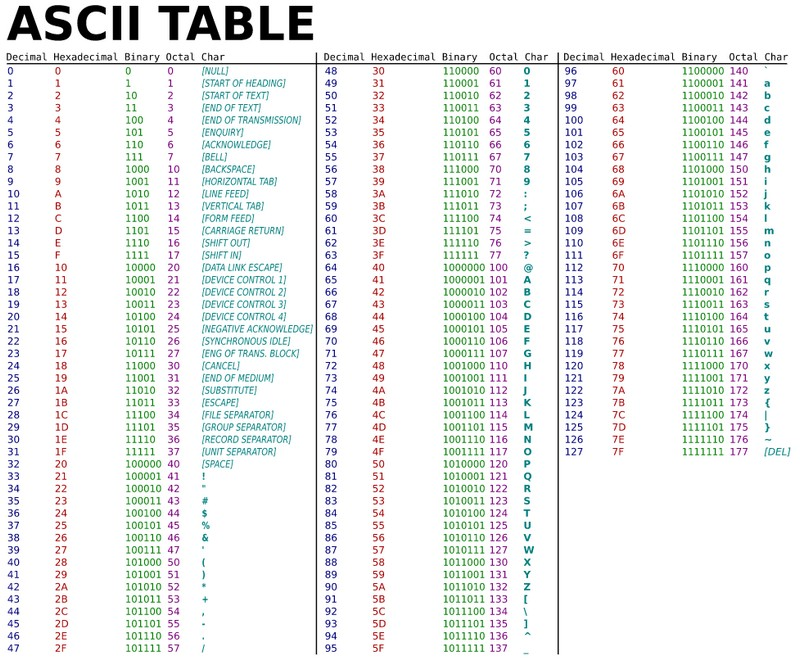 ASCII TABLE
Decimal Hexadecimal Binary Octal Char
0 0 0 0 [NULL]
1 1 1 1 [START OF HEADING]
2 2 10 2 [START OF TEXT]
3 3 11 3 [END OF TEXT]
4 4 100 4 [END OF TRANSMISSION]
5 5 101 5 [ENQUIRY]
6 6 110 6 [ACKNOWLEDGE]
7 7 111 7 [BELL]
8 8 1000 10 [BACKSPACE]
9 9 1001 11 [HORIZONTAL TAB]
10 A 1010 12 [LINE FEED]
11 B 1011 13 [VERTICAL TAB]
12 C 1100 14 [FORM FEED]
13 D 1101 15 [CARRIAGE RETURN]
14 E 1110 16 [SHIFT OUT]
15 F 1111 17 [SHIFT IN]
16 10 10000 20 [DATA LINK ESCAPE]
17 11 10001 21 [DEVICE CONTROL 1]
18 12 10010 22 [DEVICE CONTROL 2]
19 13 10011 23 [DEVICE CONTROL 3]
20 14 10100 24 [DEVICE CONTROL 4]
21 15 10101 25 [NEGATIVE ACKNOWLEDGE]
22 16 10110 26 [SYNCHRONOUS IDLE]
23 17 10111 27 [ENG OF TRANS. BLOCK]
24 18 11000 30 [CANCEL]
25 19 11001 31 [END OF MEDIUM]
26 1A 11010 32 [SUBSTITUTE]
27 1B 11011 33 [ESCAPE]
28 1C 11100 34 [FILE SEPARATOR]
29 1D 11101 35 [GROUP SEPARATOR]
30 1E 11110 36 [RECORD SEPARATOR]
31 1F 11111 37 [UNIT SEPARATOR]
32 20 100000 40 [SPACE]
33 21 100001 41 !
34 22 100010 42 "
35 23 100011 43 #
36 24 100100 44 $
37 25 100101 45 %
38 26 100110 46 &
39 27 100111 47 '
40 28 101000 50 (
41 29 101001 51 )
42 2A 101010 52 *
43 2B 101011 53 +
44 2C 101100 54 ,
45 2D 101101 55 -
46 2E 101110 56 .
47 2F 101111 57 /
Decimal Hexadecimal Binary Octal Char
48 30 110000 60 0
49 31 110001 61 1
50 32 110010 62 2
51 33 110011 63 3
52 34 110100 64 4
53 35 110101 65 5
54 36 110110 66 6
55 37 110111 67 7
56 38 111000 70 8
57 39 111001 71 9
58 3A 111010 72 :
59 3B 111011 73 ;
60 3C 111100 74 <
61 3D 111101 75 =
62 3E 111110 76 >
63 3F 111111 77 ?
64 40 1000000 100 @
65 41 1000001 101 A
66 42 1000010 102 B
67 43 1000011 103 C
68 44 1000100 104 D
69 45 1000101 105 E
70 46 1000110 106 F
71 47 1000111 107 G
72 48 1001000 110 H
73 49 1001001 111 I
74 4A 1001010 112 J
75 4B 1001011 113 K
76 4C 1001100 114 L
77 4D 1001101 115 M
78 4E 1001110 116 N
79 4F 1001111 117 O
80 50 1010000 120 P
81 51 1010001 121 Q
82 52 1010010 122 R
83 53 1010011 123 S
84 54 1010100 124 T
85 55 1010101 125 U
86 56 1010110 126 V
87 57 1010111 127 W
88 58 1011000 130 X
89 59 1011001 131 Y
90 5A 1011010 132 Z
91 5B 1011011 133 [
92 5C 1011100 134 \
93 5D 1011101 135 ]
94 5E 1011110 136 ^
95 5F 1011111 137 _
Decimal Hexadecimal Binary Octal Char
96 60 1100000 140 `
97 61 1100001 141 a
98 62 1100010 142 b
99 63 1100011 143 c
100 64 1100100 144 d
101 65 1100101 145 e
102 66 1100110 146 f
103 67 1100111 147 g
104 68 1101000 150 h
105 69 1101001 151 i
106 6A 1101010 152 j
107 6B 1101011 153 k
108 6C 1101100 154 l
109 6D 1101101 155 m
110 6E 1101110 156 n
111 6F 1101111 157 o
112 70 1110000 160 p
113 71 1110001 161 q
114 72 1110010 162 r
115 73 1110011 163 s
116 74 1110100 164 t
117 75 1110101 165 u
118 76 1110110 166 v
119 77 1110111 167 w
120 78 1111000 170 x
121 79 1111001 171 y
122 7A 1111010 172 z
123 7B 1111011 173 {
124 7C 1111100 174 |
125 7D 1111101 175 }
126 7E 1111110 176 ~
127 7F 1111111 177 [DEL]